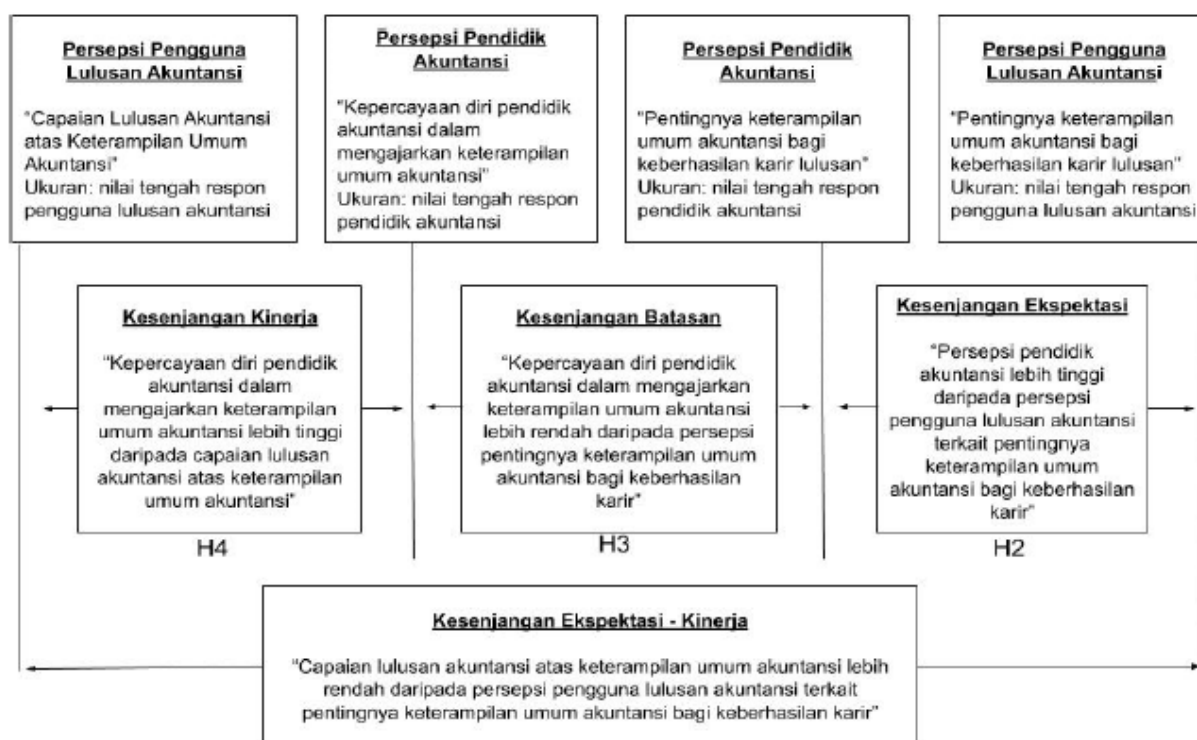 Persepsi Pengguna
Lulusan Akuntansi
"Capaian Lulusan Akuntansi
atas Keterampilan Umum
Akuntansi"
Ukuran: nilai tengah respon
pengguna lulusan akuntansi
Persepsi Pendidik
Akuntansi
"Kepercayaan diri pendidik
akuntansi dalam
mengajarkan keterampilan
umum akuntansi"
Ukuran: nilai tengah respon
pendidik akuntansi
Persepsi Pendidik
Akuntansi
"Pentingnya keterampilan
umum akuntansi bagi
keberhasilan karir lulusan"
Ukuran: nilai tengah respon
pendidik akuntansi
Persepsi Pengguna
Lulusan Akuntansi
"Pentingnya keterampilan
umum akuntansi bagi
keberhasilan karir lulusan"
Ukuran: nilai tengah respon
pengguna lulusan akuntansi
Kesenjangan Kinerja
"Kepercayaan diri pendidik
akuntansi dalam
mengajarkan keterampilan
umum akuntansi lebih tinggi
daripada capaian lulusan
akuntansi atas keterampilan
umum akuntansi"
H4
Kesenjangan Batasan
"Kepercayaan diri pendidik
akuntansi dalam mengajarkan
keterampilan umum akuntansi
lebih rendah daripada persepsi
pentingnya keterampilan umum
akuntansi bagi keberhasilan
karir"
H3
Kesenjangan Ekspektasi
"Persepsi pendidik
akuntansi lebih tinggi
daripada persepsi
pengguna lulusan akuntansi
terkait pentingnya
keterampilan umum
akuntansi bagi keberhasilan
karir"
H2
Kesenjangan Ekspektasi - Kinerja
"Capaian lulusan akuntansi atas keterampilan umum akuntansi lebih
rendah daripada persepsi pengguna lulusan akuntansi terkait
pentingnya keterampilan umum akuntansi bagi keberhasilan karir"